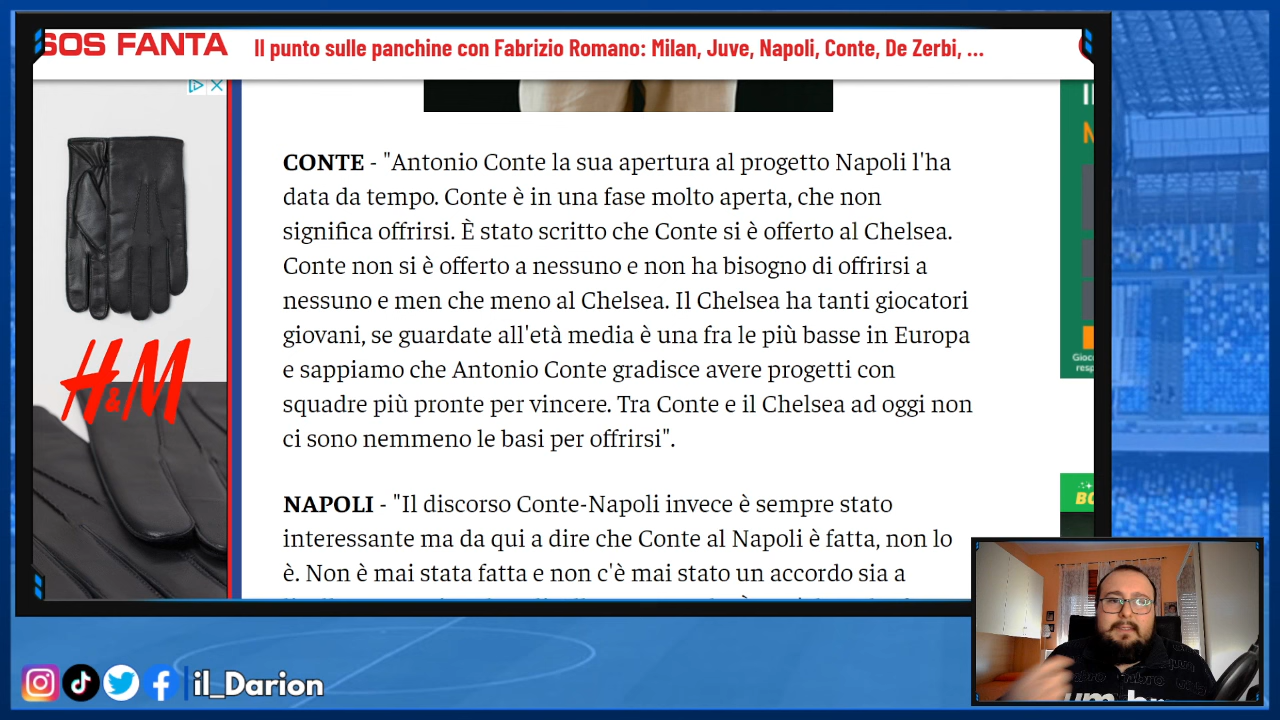 SOS FANTA
Il punto sulle panchine con Fabrizio Romano: Milan, Juve, Napoli, Conte, De Zerbi, ...
CONTE - "Antonio Conte la sua apertura al progetto Napoli l'ha
data da tempo. Conte è in una fase molto aperta, che non
significa offrirsi. È stato scritto che Conte si è offerto al Chelsea.
Conte non si è offerto a nessuno e non ha bisogno di offrirsi a
nessuno e men che meno al Chelsea. Il Chelsea ha tanti giocatori
giovani, se guardate all'età media è una fra le più basse in Europa
e sappiamo che Antonio Conte gradisce avere progetti con
squadre più pronte per vincere. Tra Conte e il Chelsea ad oggi non
ci sono nemmeno le basi per offrirsi".
NAPOLI - "Il discorso Conte-Napoli invece è sempre stato
interessante ma da qui a dire che Conte al Napoli è fatta, non lo
è. Non è mai stata fatta e non c'è mai stato un accordo sia a
H&M
il_Darion